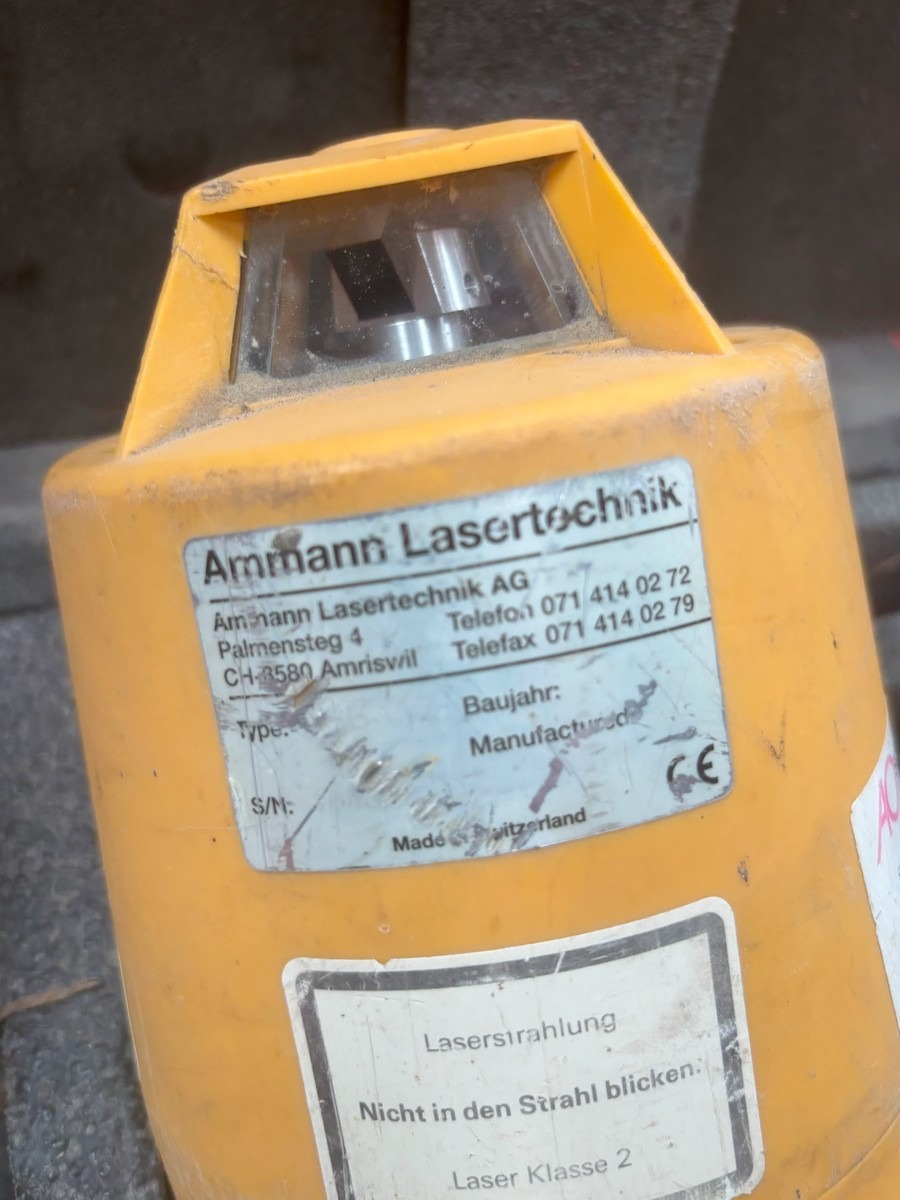 Ammann Lasertechnik
Ammann Lasertechnik AG
Palmensteg 4
Telefon 071 414 02 72
CH-8580 Amriswil
Telefax 071 414 02 79
Type:
Baujahr:
Manufactured
S/N:
CE
Made in Switzerland
Laserstrahlung
Nicht in den Strahl blicken.
Laser Klasse 2